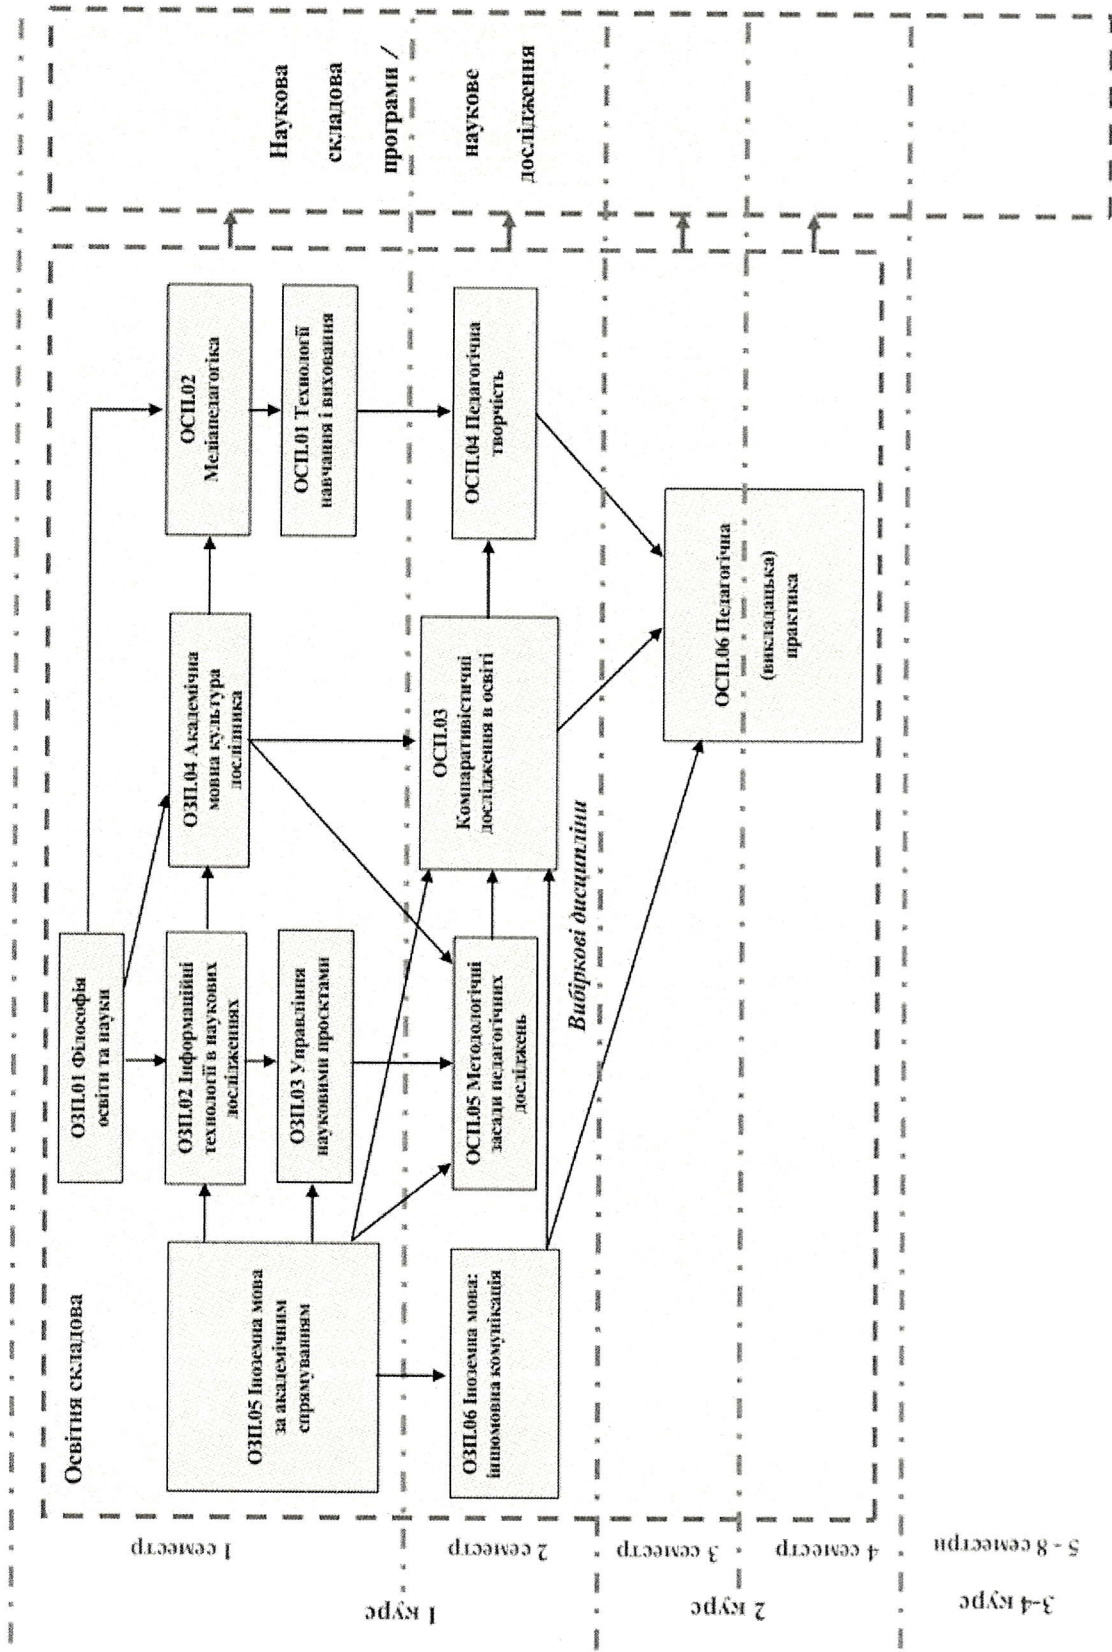 Освітня складова
1 курс
1 семестр
ОЗП.01 Філософія
освіти та науки
ОЗП.02 Інформаційні
технології в наукових
дослідженнях
ОЗП.03 Управління
науковими проєктами
ОЗП.05 Іноземна мова
за академічним
спрямуванням
ОЗП.04 Академічна
мовна культура
дослідника
ОСП.02
Медіапедагогіка
ОСП.01 Технології
навчання і виховання
2 семестр
ОЗП.06 Іноземна мова:
іншомовна комунікація
ОСП.05 Методологічні
засади педагогічних
досліджень
ОСП.03
Компаративістичні
дослідження в освіті
ОСП.04 Педагогічна
творчість
Вибіркові дисципліни
2 курс
3 семестр
4 семестр
ОСП.06 Педагогічна
(викладацька)
практика
3-4 курс
5 - 8 семестри
Наукова
складова
програми /
наукове
дослідження